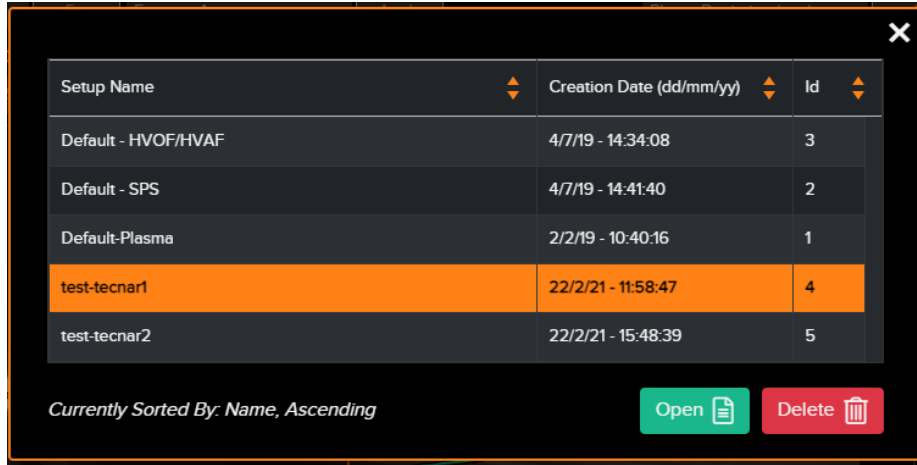 Setup Name Creation Date (dd/mm/yy) Id
Default - HVOF/HVAF 4/7/19 - 14:34:08 3
Default - SPS 4/7/19 - 14:41:40 2
Default-Plasma 2/2/19 - 10:40:16 1
test-tecnar1 22/2/21 - 11:58:47 4
test-tecnar2 22/2/21 - 15:48:39 5
Currently Sorted By: Name, Ascending Open Delete